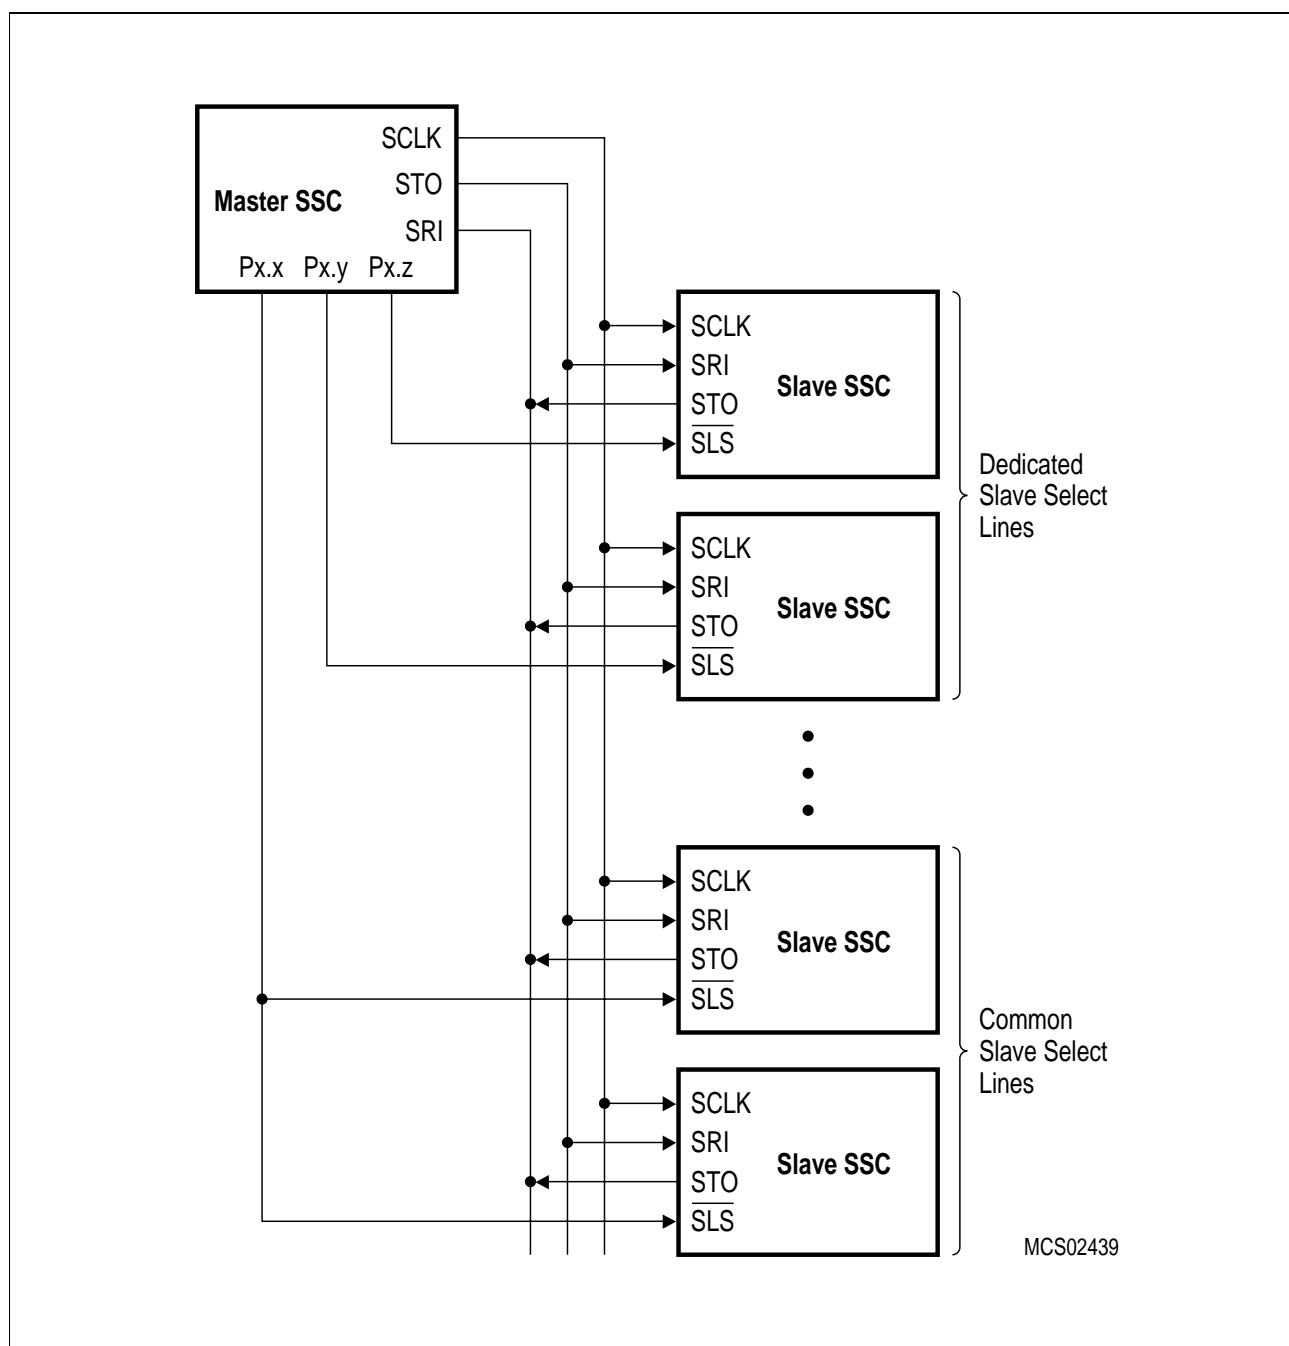 SCLK
STO
Master SSC
SRI
Px.x Px.y Px.z
SCLK
SRI
Slave SSC
STO
SLS
Dedicated
Slave Select
Lines
SCLK
SRI
Slave SSC
STO
SLS
SCLK
SRI
Slave SSC
STO
SLS
Common
Slave Select
Lines
SCLK
SRI
Slave SSC
STO
SLS
MCS02439